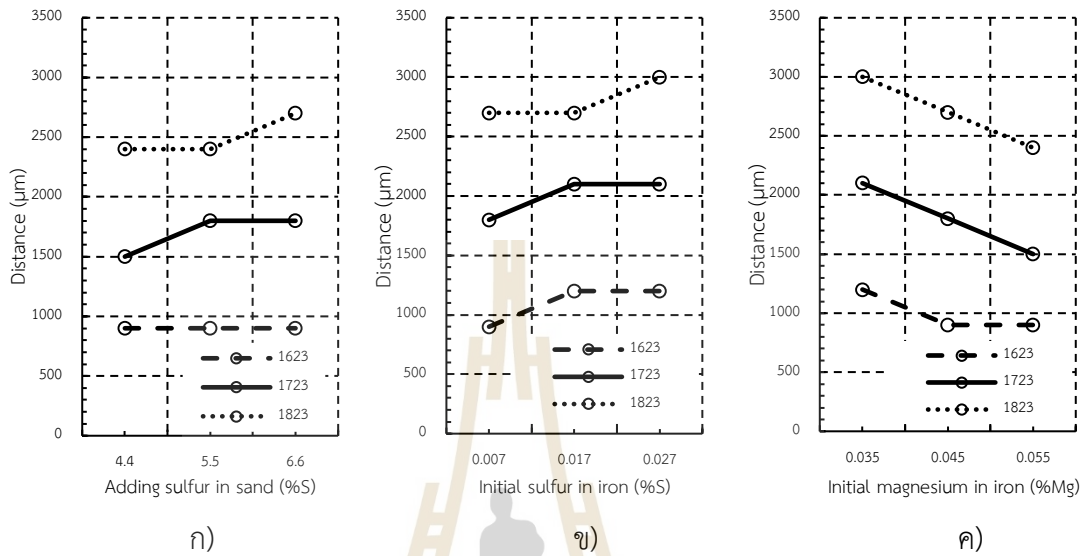 3500
3000
2500
2000
1500
1000
500
0
Distance (µm)
1623
1723
1823
4.4 5.5 6.6
Adding sulfur in sand (%S)
ก)
3500
3000
2500
2000
1500
1000
500
0
Distance (µm)
1623
1723
1823
0.007 0.017 0.027
Initial sulfur in iron (%S)
ข)
3500
3000
2500
2000
1500
1000
500
0
Distance (µm)
1623
1723
1823
0.035 0.045 0.055
Initial magnesium in iron (%Mg)
ค)